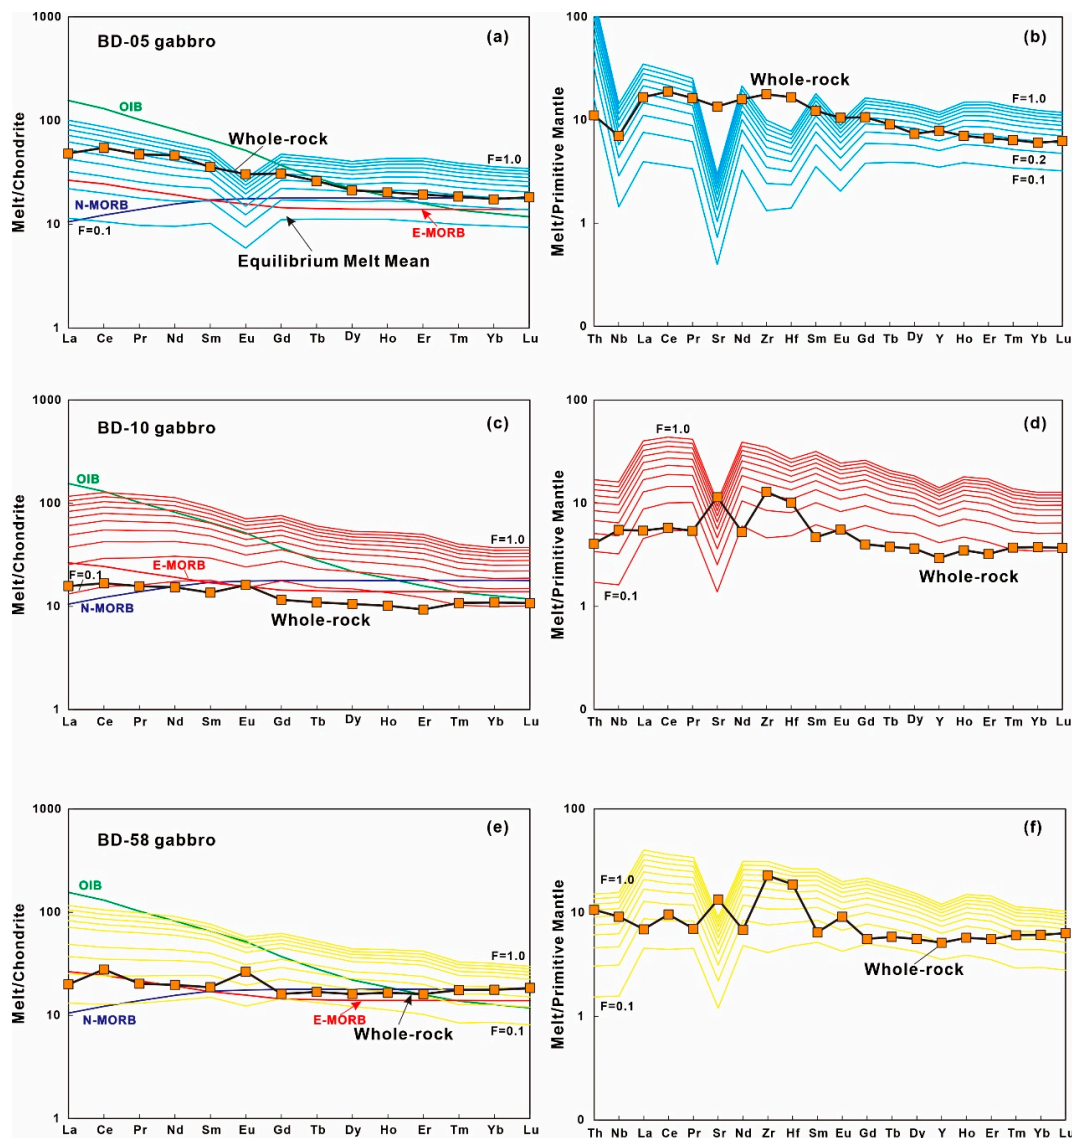 1000
BD-05 gabbro
(a)
OIB
100
Whole-rock
F=1.0
N-MORB
E-MORB
10
F=0.1
Equilibrium Melt Mean
1
Melt/Chondrite
La Ce Pr Nd Sm Eu Gd Tb Dy Ho Er Tm Yb Lu
100
(b)
Whole-rock
F=1.0
10
F=0.2
F=0.1
1
0
Melt/Primitive Mantle
Th Nb La Ce Pr Sr Nd Zr Hf Sm Eu Gd Tb Dy Y Ho Er Tm Yb Lu
1000
BD-10 gabbro
(c)
OIB
100
F=1.0
E-MORB
F=0.1
N-MORB
10
Whole-rock
1
Melt/Chondrite
La Ce Pr Nd Sm Eu Gd Tb Dy Ho Er Tm Yb Lu
100
(d)
F=1.0
10
Whole-rock
F=0.1
1
0
Melt/Primitive Mantle
Th Nb La Ce Pr Sr Nd Zr Hf Sm Eu Gd Tb Dy Y Ho Er Tm Yb Lu
1000
BD-58 gabbro
(e)
OIB
100
F=1.0
N-MORB
E-MORB
Whole-rock
F=0.1
10
1
Melt/Chondrite
La Ce Pr Nd Sm Eu Gd Tb Dy Ho Er Tm Yb Lu
100
(f)
F=1.0
10
Whole-rock
F=0.1
1
0
Melt/Primitive Mantle
Th Nb La Ce Pr Sr Nd Zr Hf Sm Eu Gd Tb Dy Y Ho Er Tm Yb Lu